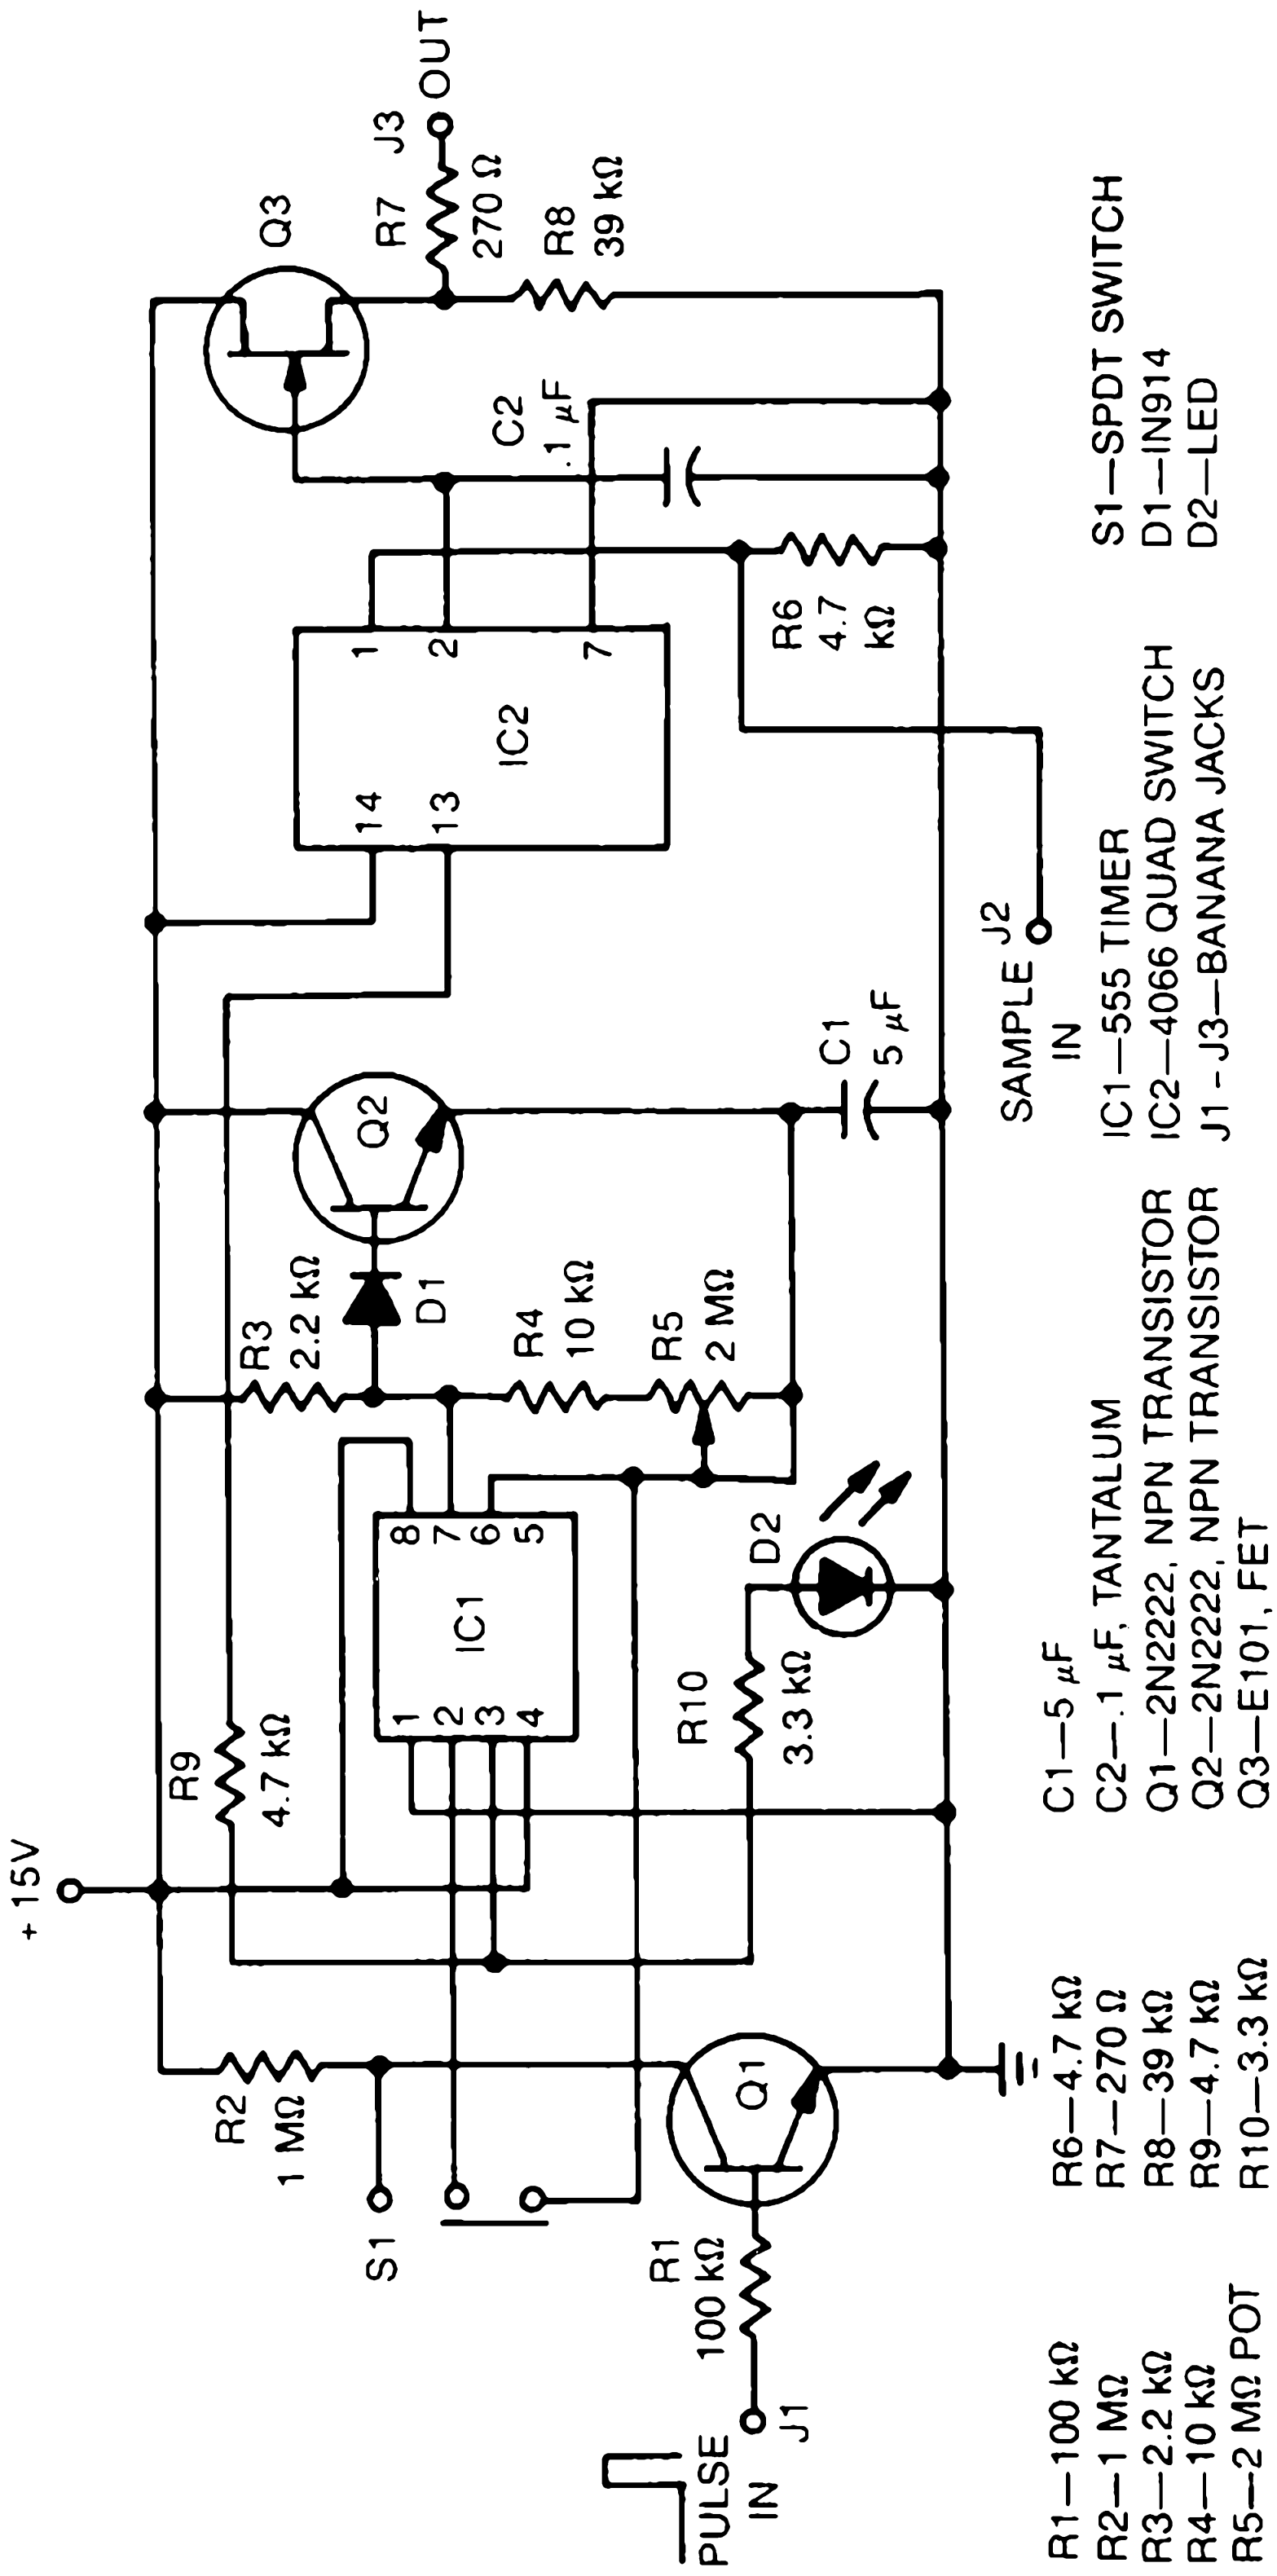 + 15V
R2
1 MΩ
S1
R1
100 kΩ
PULSE
IN
J1
Q1
R9
4.7 kΩ
IC1
1
2
3
4
8
7
6
5
R10
3.3 kΩ
D2
R3
2.2 kΩ
D1
R4
10 kΩ
R5
2 MΩ
Q2
C1
5 μF
SAMPLE
IN
J2
IC2
14
13
1
2
7
R6
4.7
kΩ
C2
.1 μF
Q3
R7
270 Ω
R8
39 kΩ
J3
OUT
R1—100 kΩ
R2—1 MΩ
R3—2.2 kΩ
R4—10 kΩ
R5—2 MΩ POT
R6—4.7 kΩ
R7—270 Ω
R8—39 kΩ
R9—4.7 kΩ
R10—3.3 kΩ
C1—5 μF
C2—.1 μF, TANTALUM
Q1—2N2222, NPN TRANSISTOR
Q2—2N2222, NPN TRANSISTOR
Q3—E101, FET
IC1—555 TIMER
IC2—4066 QUAD SWITCH
J1 - J3—BANANA JACKS
S1—SPDT SWITCH
D1—IN914
D2—LED